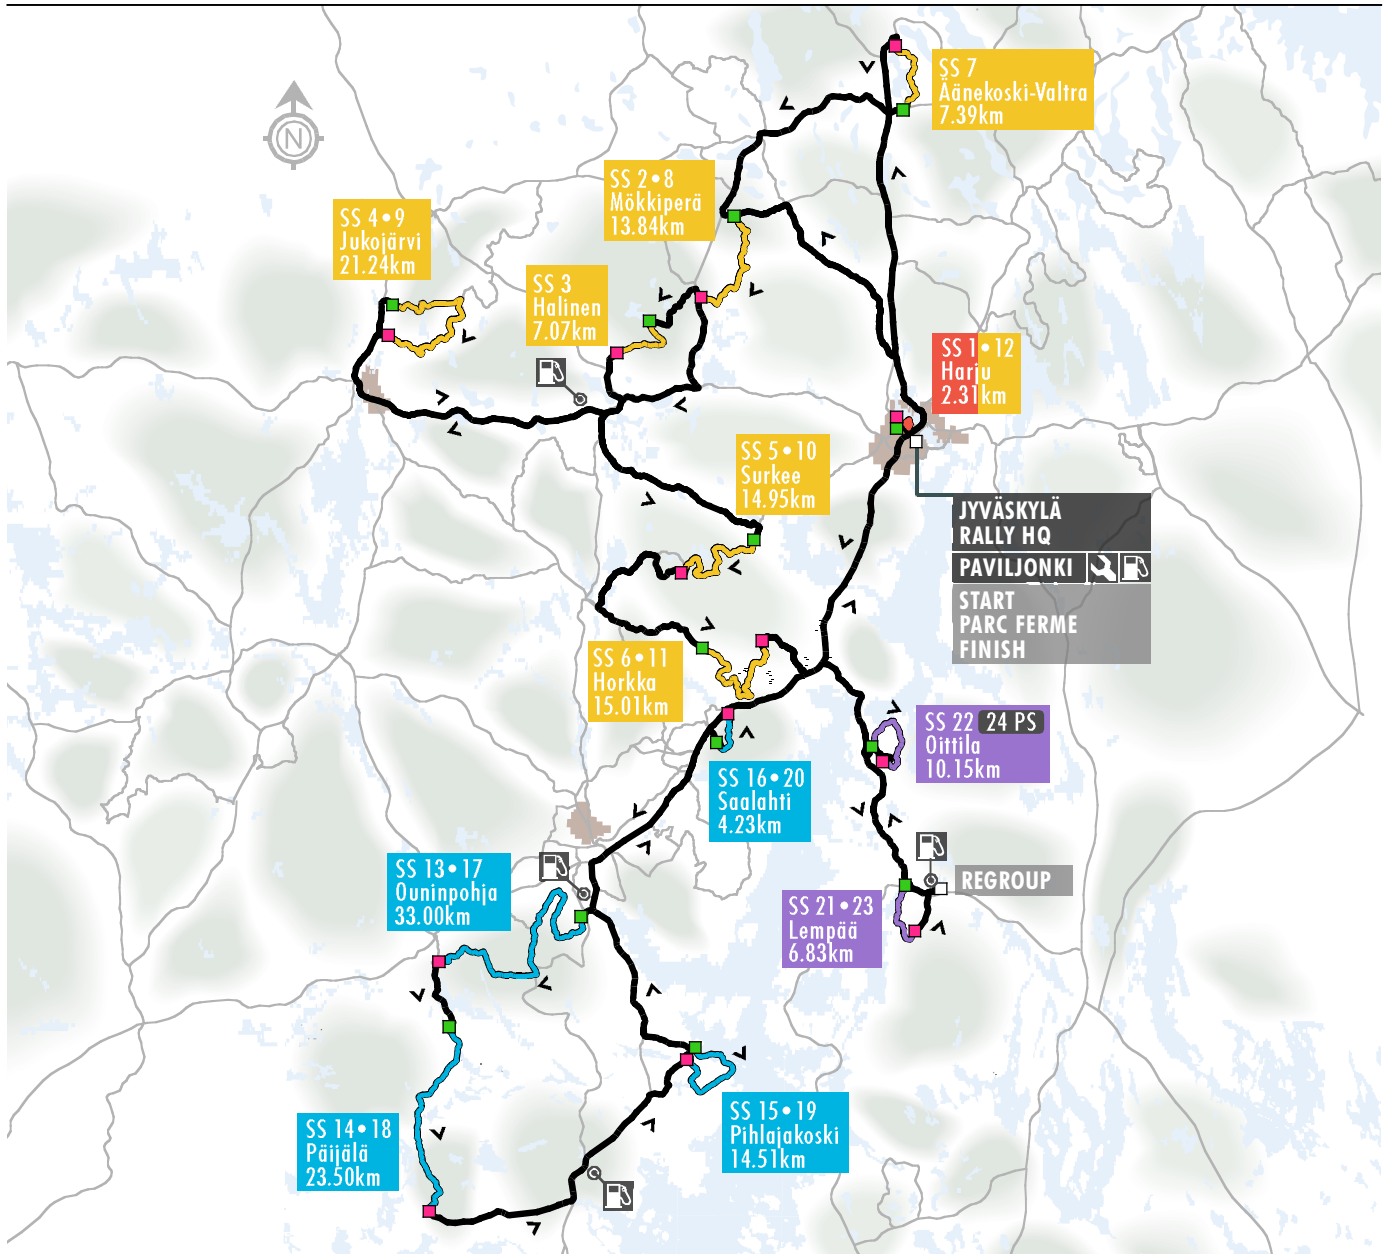 SS 7
Äänekoski-Valtra
7.39km
N
SS 2•8
Mökkiperä
13.84km
SS 4•9
Jukojärvi
21.24km
SS 3
Halinen
7.07km
SS 1•12
Harju
2.31km
SS 5•10
Surkee
14.95km
JYVÄSKYLÄ
RALLY HQ
PAVILJONKI
START
PARC FERME
FINISH
SS 6•11
Horkka
15.01km
SS 22 24 PS
Oittila
10.15km
SS 16•20
Saalahti
4.23km
SS 13•17
Ouninpohja
33.00km
REGROUP
SS 21•23
Lempää
6.83km
SS 15•19
Pihlajakoski
14.51km
SS 14•18
Päijälä
23.50km